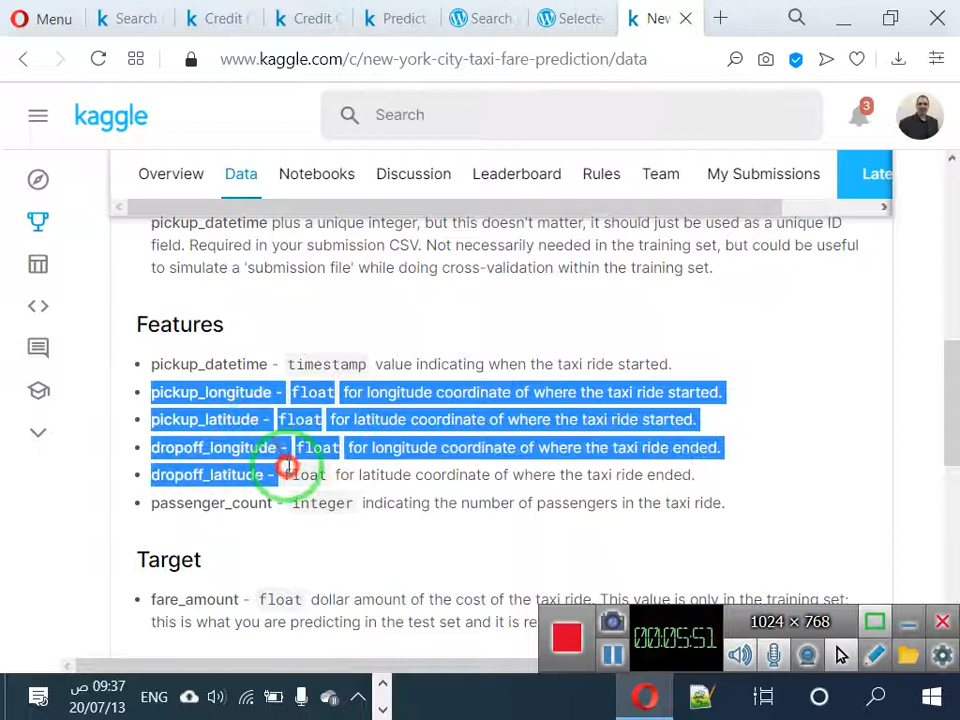 Menu
Search
Credit
Credit
Predict
Search
Selecte
Nev
www.kaggle.com/c/new-york-city-taxi-fare-prediction/data
kaggle
Search
3
Overview
Data
Notebooks
Discussion
Leaderboard
Rules
Team
My Submissions
Late
pickup_datetime plus a unique integer, but this doesn't matter, it should just be used as a unique ID
field. Required in your submission CSV. Not necessarily needed in the training set, but could be useful
to simulate a 'submission file' while doing cross-validation within the training set.
Features
pickup_datetime - timestamp value indicating when the taxi ride started.
pickup_longitude - float for longitude coordinate of where the taxi ride started.
pickup_latitude - float for latitude coordinate of where the taxi ride started.
dropoff_longitude - float for longitude coordinate of where the taxi ride ended.
dropoff_latitude - float for latitude coordinate of where the taxi ride ended.
passenger_count - integer indicating the number of passengers in the taxi ride.
Target
fare_amount - float dollar amount of the cost of the taxi ride. This value is only in the training set;
this is what you are predicting in the test set and it is re
00:05:51
1024 × 768
09:37 ص
20/07/13
ENG